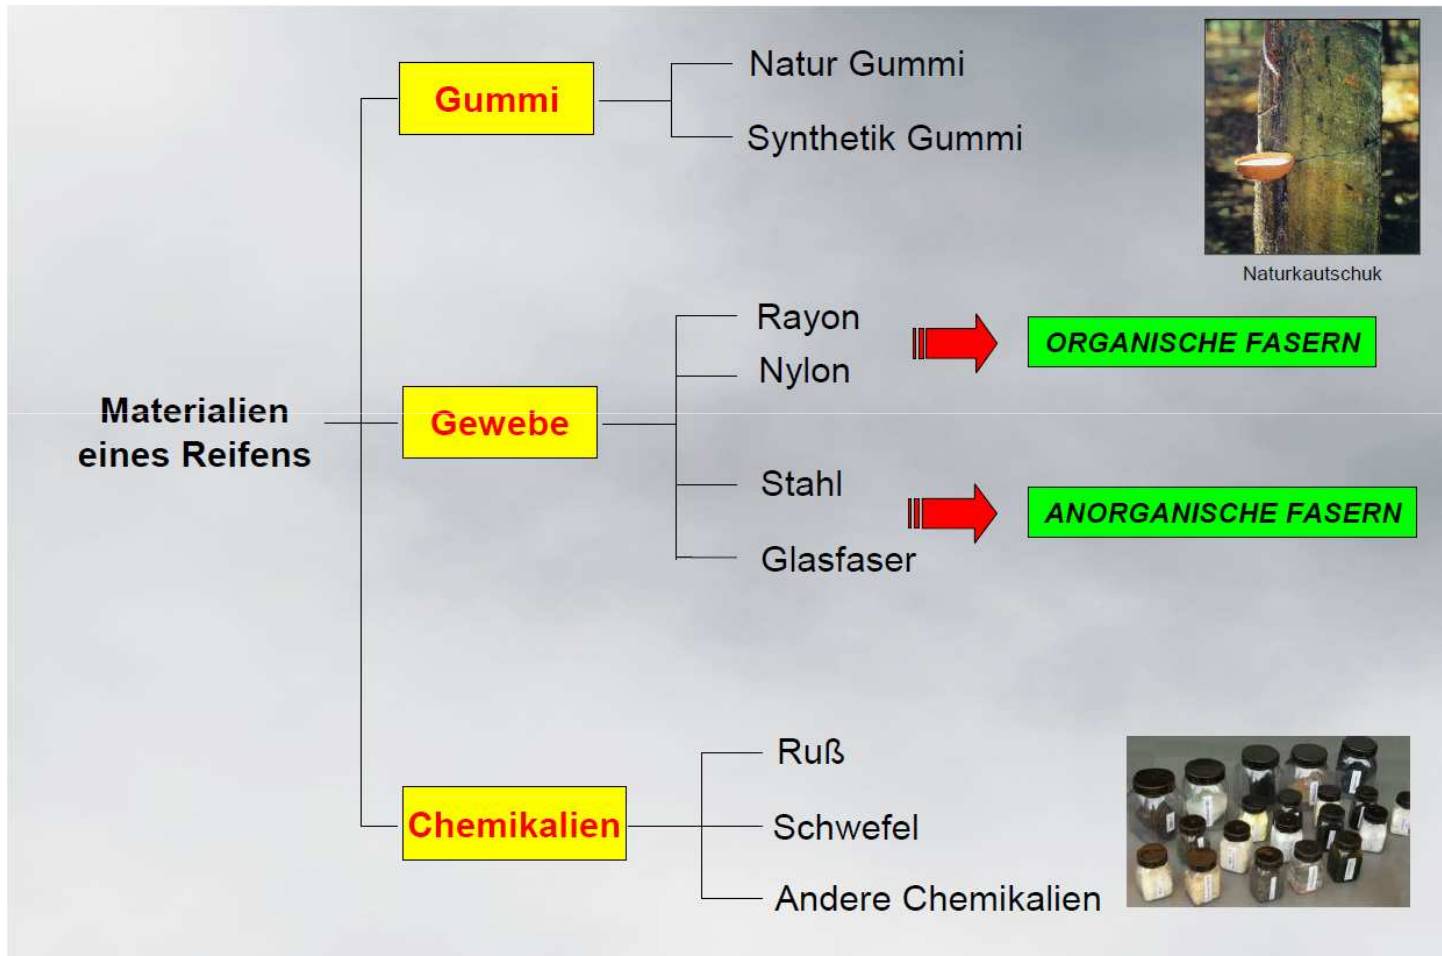 Natur Gummi
Gummi
Synthetik Gummi
Naturkautschuk
Rayon
ORGANISCHE FASERN
Nylon
Materialien
eines Reifens
Gewebe
Stahl
ANORGANISCHE FASERN
Glasfaser
Ruß
Chemikalien
Schwefel
Andere Chemikalien